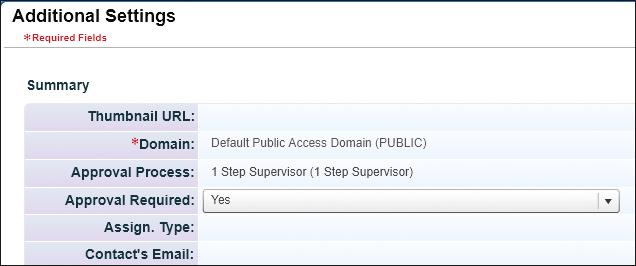 Additional Settings
*Required Fields
Summary
Thumbnail URL:
*Domain: Default Public Access Domain (PUBLIC)
Approval Process: 1 Step Supervisor (1 Step Supervisor)
Approval Required: Yes
Assign. Type:
Contact's Email: